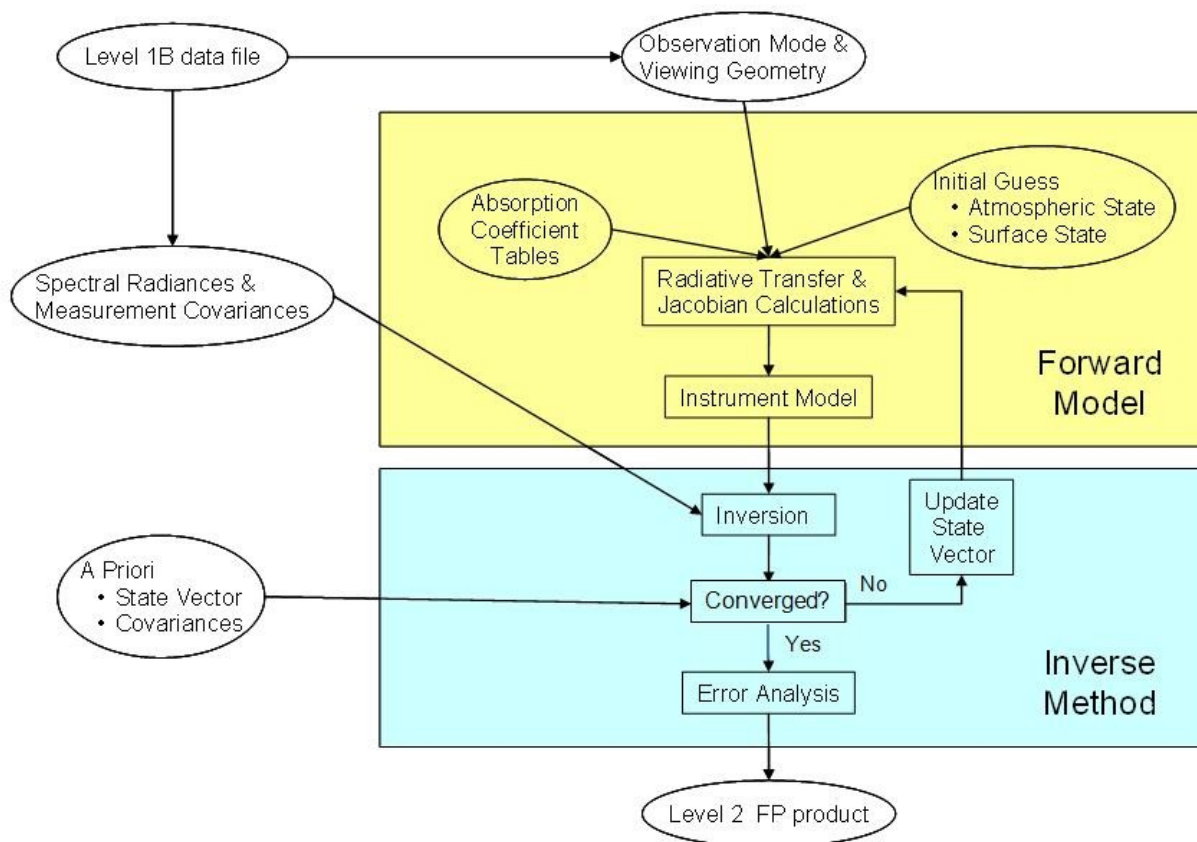 Level 1B data file
Observation Mode &
Viewing Geometry
Absorption
Coefficient
Tables
Initial Guess
• Atmospheric State
• Surface State
Spectral Radiances &
Measurement Covariances
Radiative Transfer &
Jacobian Calculations
Instrument Model
Forward
Model
Inversion
Update
State
Vector
A Priori
• State Vector
• Covariances
Converged?
No
Yes
Error Analysis
Inverse
Method
Level 2 FP product